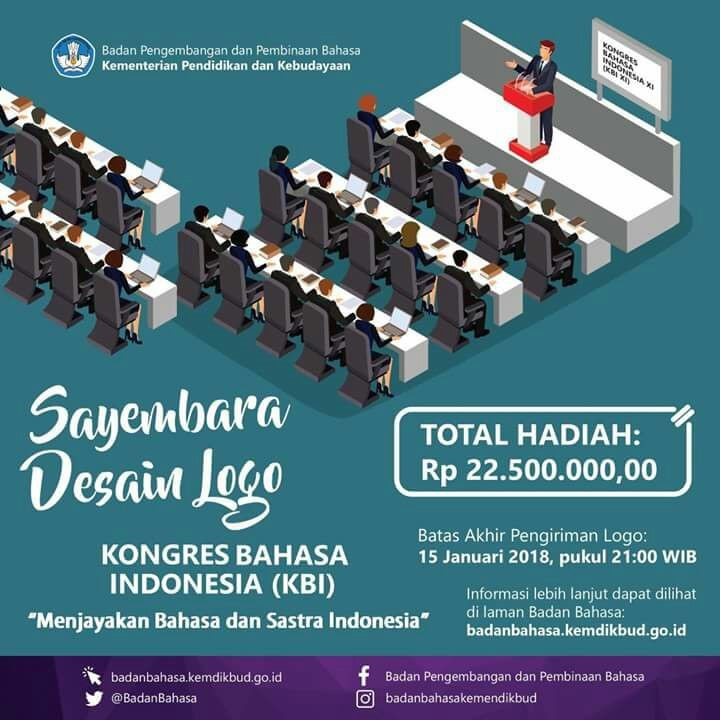 Badan Pengembangan dan Pembinaan Bahasa
Kementerian Pendidikan dan Kebudayaan
KONGRES
BAHASA
INDONESIA XI
(KBI XI)
Sayembara
Desain Logo
KONGRES BAHASA
INDONESIA (KBI)
"Menjayakan Bahasa dan Sastra Indonesia"
TOTAL HADIAH:
Rp 22.500.000,00
Batas Akhir Pengiriman Logo:
15 Januari 2018, pukul 21:00 WIB
Informasi lebih lanjut dapat dilihat
di laman Badan Bahasa:
badanbahasa.kemdikbud.go.id
badanbahasa.kemdikbud.go.id
@BadanBahasa
Badan Pengembangan dan Pembinaan Bahasa
badanbahasakemendikbud